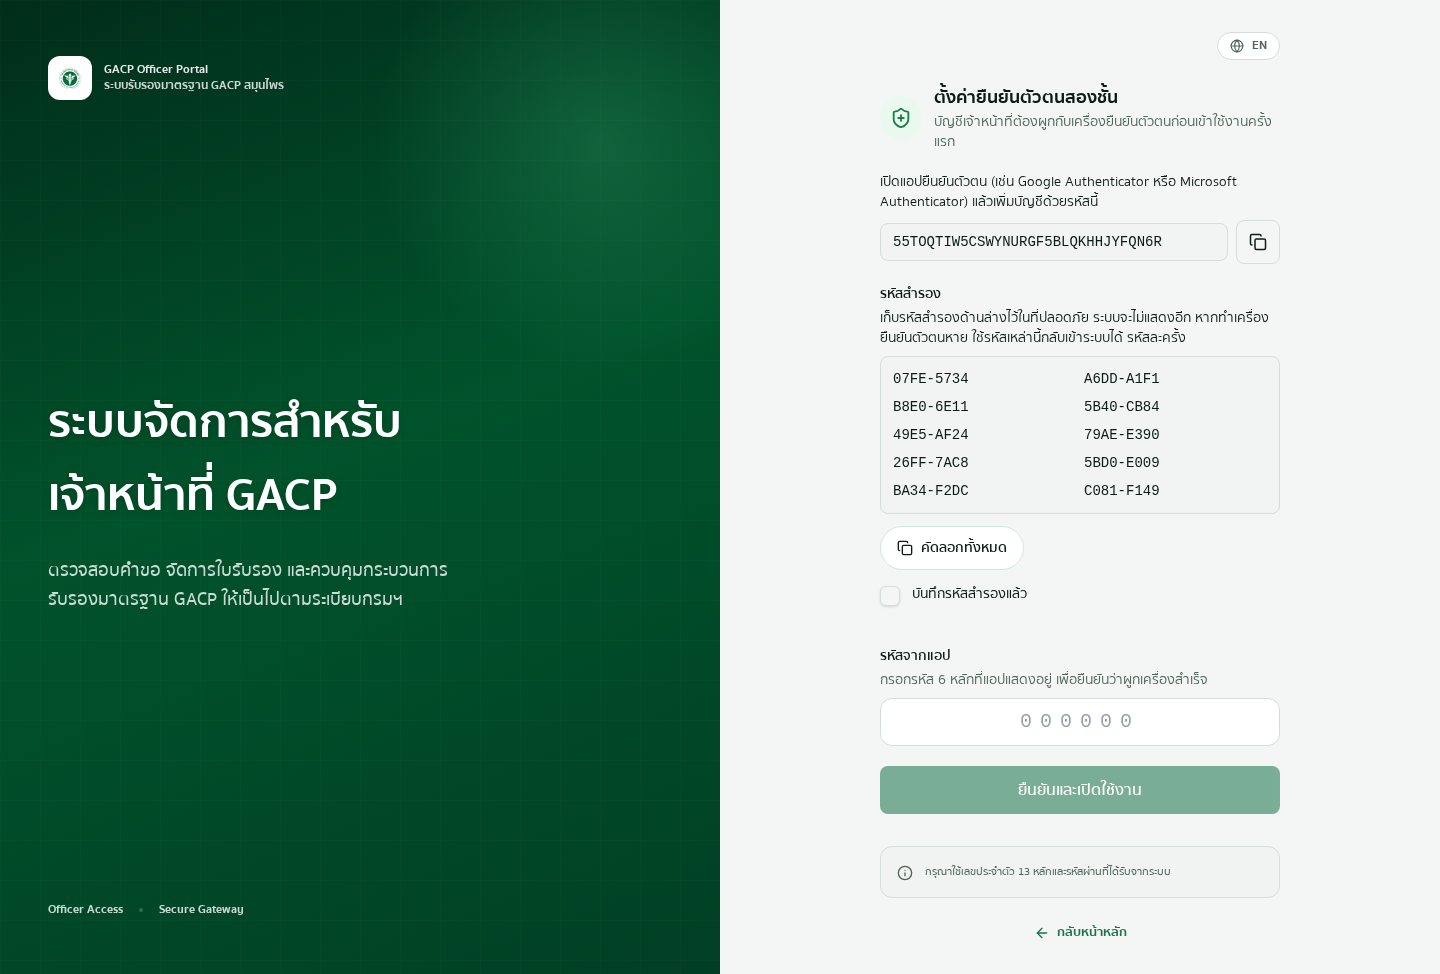 GACP Officer Portal
ระบบรับรองมาตรฐาน GACP สมุนไพร
ระบบจัดการสำหรับ
เจ้าหน้าที่ GACP
ตรวจสอบคำขอ จัดการใบรับรอง และควบคุมกระบวนการ
รับรองมาตรฐาน GACP ให้เป็นไปตามระเบียบกรมฯ
Officer Access
Secure Gateway
EN
ตั้งค่ายืนยันตัวตนสองชั้น
บัญชีเจ้าหน้าที่ต้องผูกกับเครื่องยืนยันตัวตนก่อนเข้าใช้งานครั้ง
แรก
เปิดแอปยืนยันตัวตน (เช่น Google Authenticator หรือ Microsoft
Authenticator) แล้วเพิ่มบัญชีด้วยรหัสนี้
55TOQTIW5CSWYNURGF5BLQKHHJYFQN6R
รหัสสำรอง
เก็บรหัสสำรองด้านล่างไว้ในที่ปลอดภัย ระบบจะไม่แสดงอีก หากทำเครื่อง
ยืนยันตัวตนหาย ใช้รหัสเหล่านี้กลับเข้าระบบได้ รหัสละครั้ง
07FE-5734 A6DD-A1F1
B8E0-6E11 5B40-CB84
49E5-AF24 79AE-E390
26FF-7AC8 5BD0-E009
BA34-F2DC C081-F149
คัดลอกทั้งหมด
บันทึกรหัสสำรองแล้ว
รหัสจากแอป
กรอกรหัส 6 หลักที่แอปแสดงอยู่ เพื่อยืนยันว่าผูกเครื่องสำเร็จ
000000
ยืนยันและเปิดใช้งาน
กรุณาใช้เลขประจำตัว 13 หลักและรหัสผ่านที่ได้รับจากระบบ
กลับหน้าหลัก